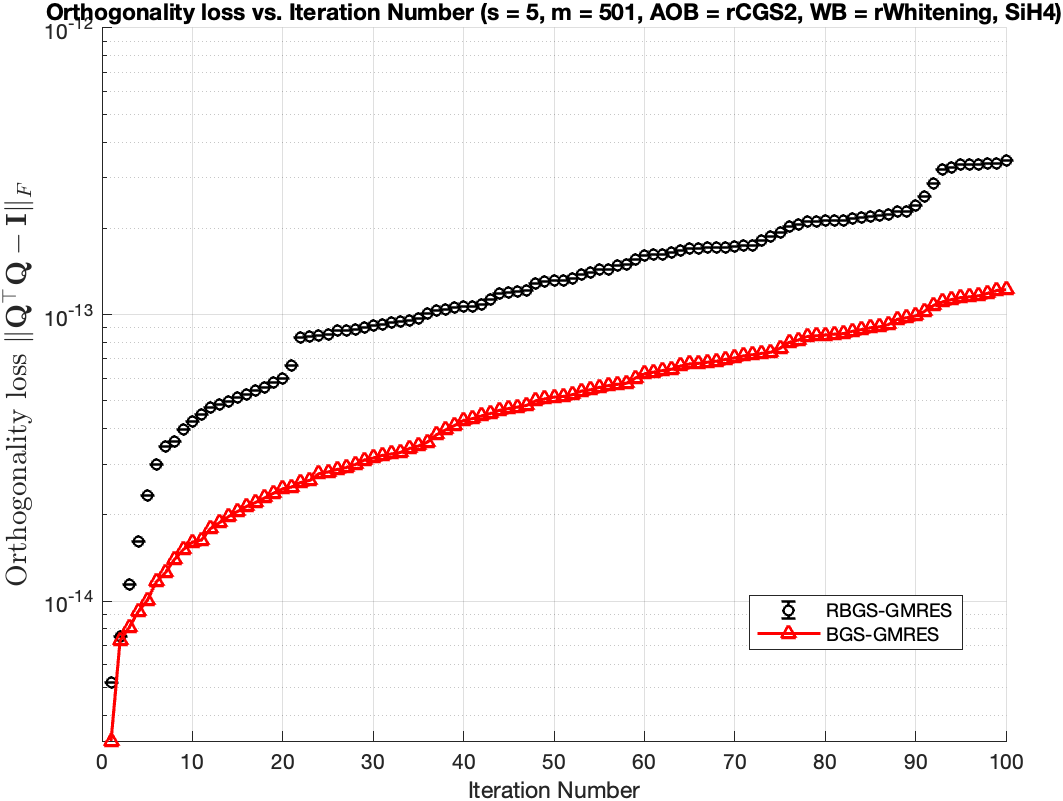 Orthogonality loss vs. Iteration Number (s = 5, m = 501, AOB = rCGS2, WB = rWhitening, SiH4)
10^-12
10^-13
10^-14
Orthogonality loss ||Q^⊤Q − I||_F
0 10 20 30 40 50 60 70 80 90 100
Iteration Number
RBGS-GMRES
BGS-GMRES